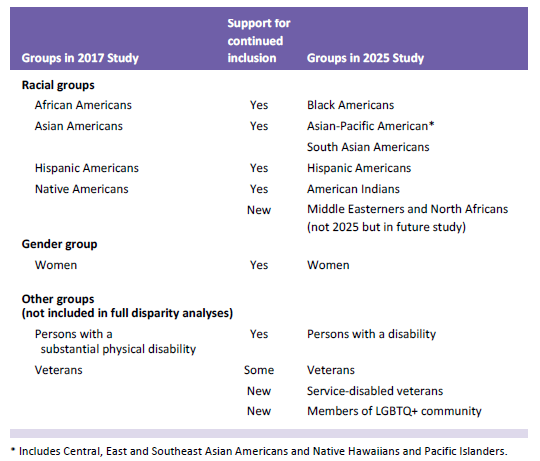 Groups in 2017 Study Support for continued inclusion Groups in 2025 Study
Racial groups
African Americans Yes Black Americans
Asian Americans Yes Asian-Pacific American*
South Asian Americans
Hispanic Americans Yes Hispanic Americans
Native Americans Yes American Indians
New Middle Easterners and North Africans
(not 2025 but in future study)
Gender group
Women Yes Women
Other groups
(not included in full disparity analyses)
Persons with a
substantial physical disability Yes Persons with a disability
Veterans Some Veterans
New Service-disabled veterans
New Members of LGBTQ+ community
* Includes Central, East and Southeast Asian Americans and Native Hawaiians and Pacific Islanders.